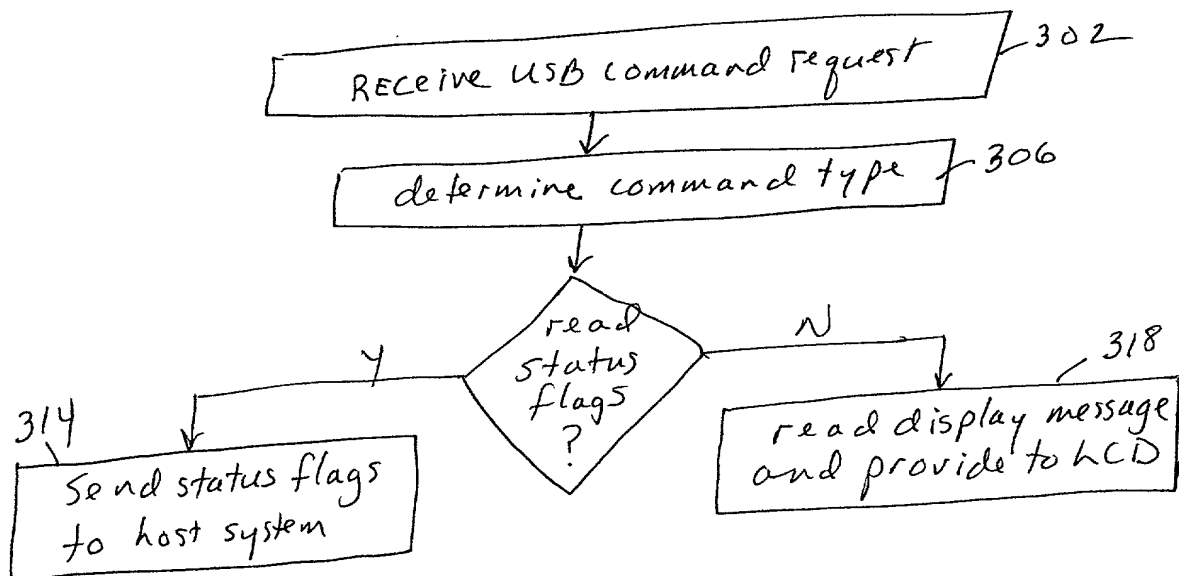 RECEIVE USB command request
302
determine command type
306
read
status
flags
?
Y
N
314
Send status flags
to host system
318
read display message
and provide to LCD